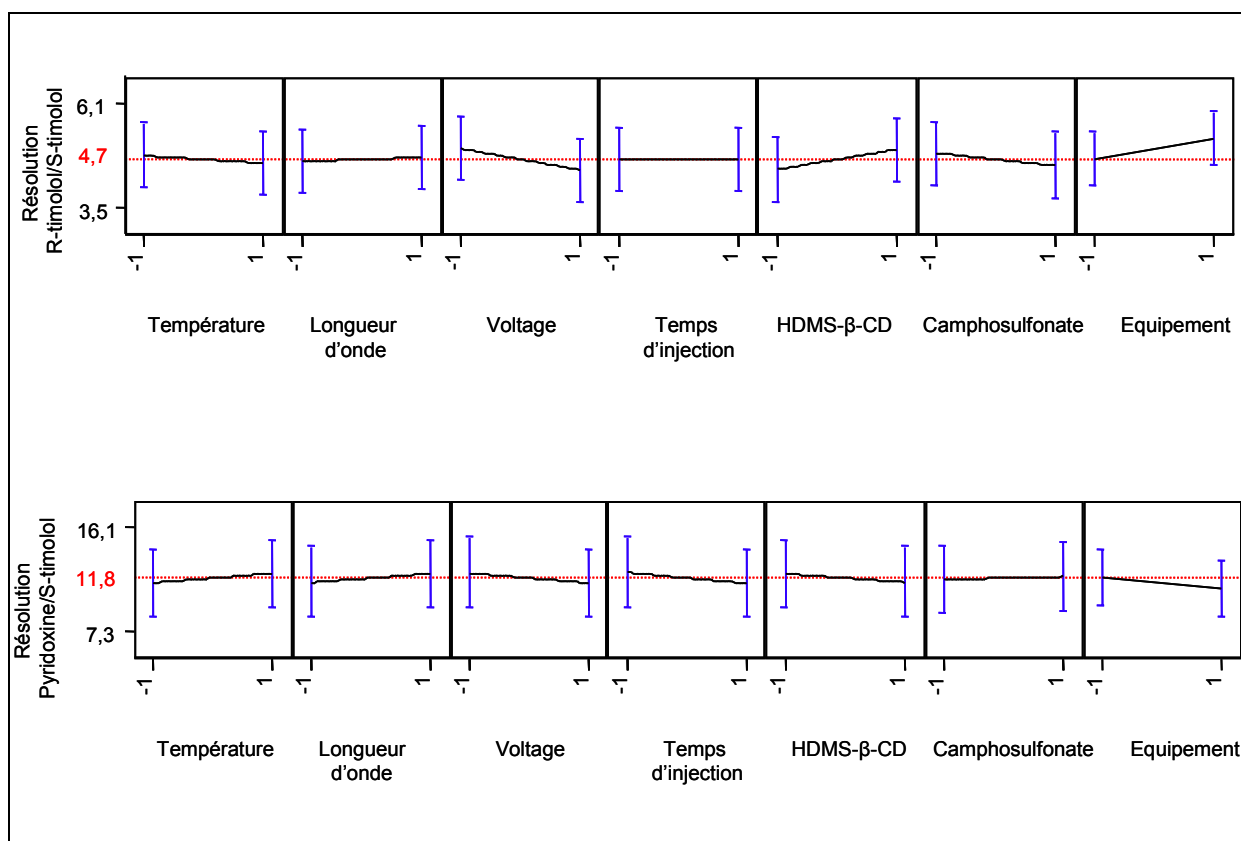 Résolution
R-timolol/S-timolol
6,1
4,7
3,5
-1 1 -1 1 -1 1 -1 1 -1 1 -1 1 -1 1
Température Longueur Voltage Temps HDMS-β-CD Camphosulfonate Equipement
d'onde d'injection
Résolution
Pyridoxine/S-timolol
16,1
11,8
7,3
-1 1 -1 1 -1 1 -1 1 -1 1 -1 1 -1 1
Température Longueur Voltage Temps HDMS-β-CD Camphosulfonate Equipement
d'onde d'injection